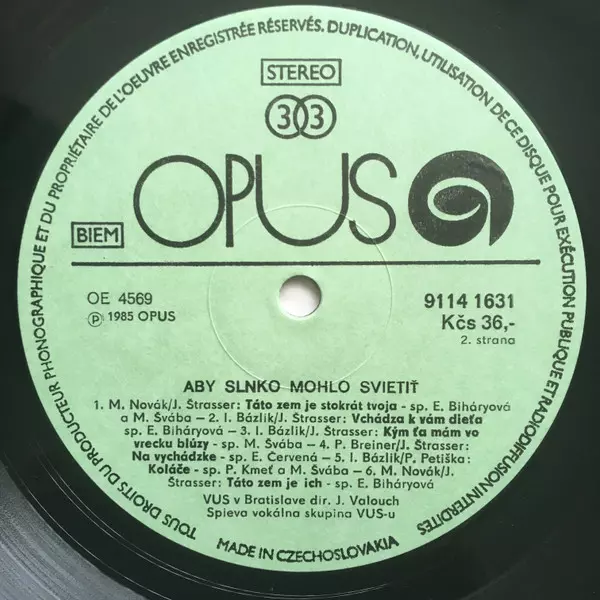 TOUS DROITS DU PRODUCTEUR PHONOGRAPHIQUE ET DU PROPRIÉTAIRE DE L'OEUVRE ENREGISTRÉE RÉSERVÉS. DUPLICATION, UTILISATION DE CE DISQUE POUR EXÉCUTION PUBLIQUE ET RADIODIFFUSION INTERDITES
STEREO
33
OPUS
BIEM
OE 4569
9114 1631
Ⓟ 1985 OPUS
Kčs 36,-
2. strana
ABY SLNKO MOHLO SVIETIŤ
1. M. Novák/J. Štrasser: Táto zem je stokrát tvoja - sp. E. Biháryová
a M. Švába – 2. I. Bázlik/J. Štrasser: Vchádza k vám dieťa
sp. E. Biháryová - 3. I. Bázlik/J. Štrasser: Kým ťa mám vo
vrecku blúzy - sp. M. Švába – 4. P. Breiner/J. Štrasser:
Na vychádzke - sp. E. Červená - 5. I. Bázlik/P. Petiška:
Koláče - sp. P. Kmeť a M. Švába – 6. M. Novák/J.
Štrasser: Táto zem je ich - sp. E. Biháryová
VUS v Bratislave dir. J. Valouch
Spieva vokálna skupina VUS-u
MADE IN CZECHOSLOVAKIA